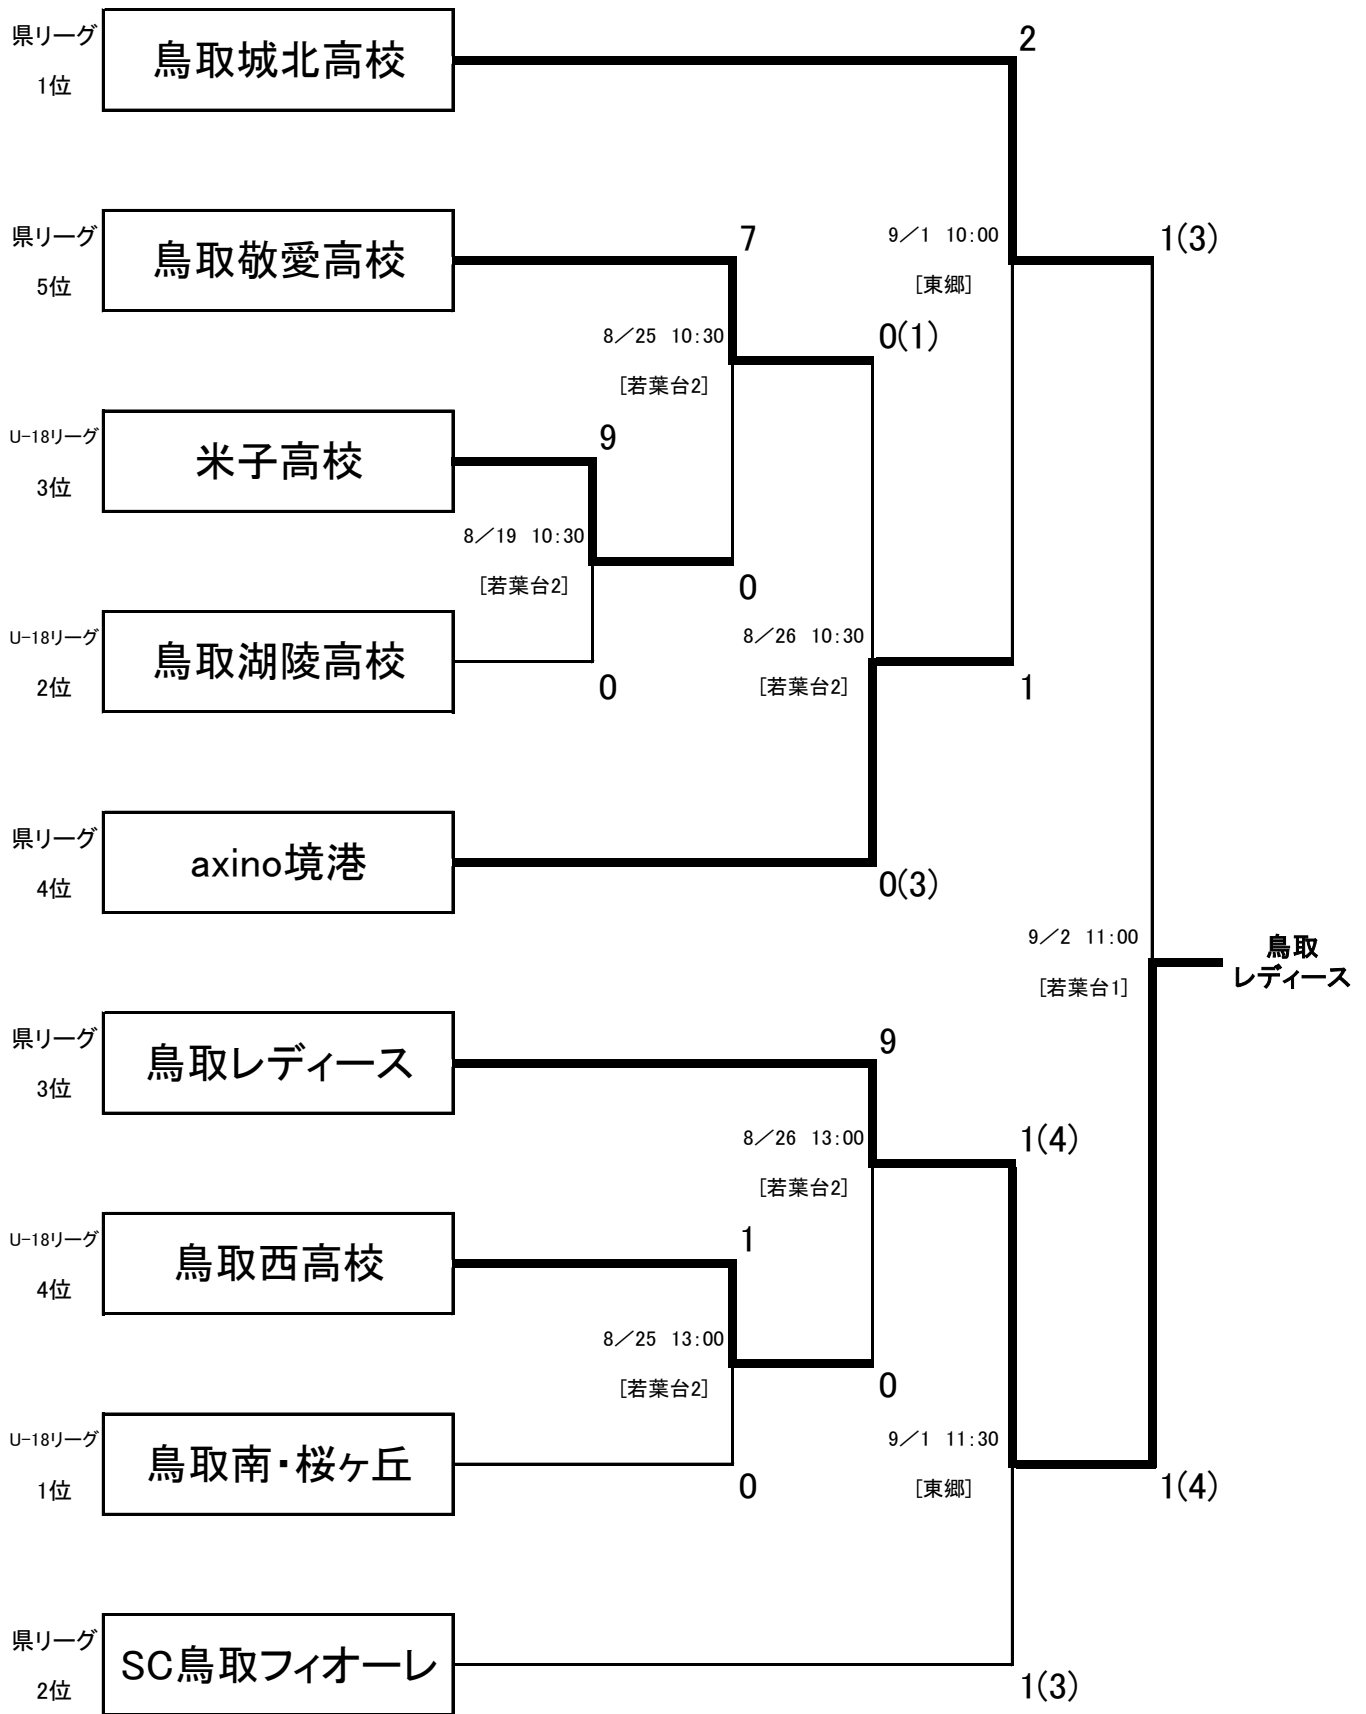 県リーグ
1位
鳥取城北高校
2
県リーグ
5位
鳥取敬愛高校
7
9／1 10:00
[東郷]
1(3)
8／25 10:30
[若葉台2]
0(1)
U-18リーグ
3位
米子高校
9
8／19 10:30
[若葉台2]
0
U-18リーグ
2位
鳥取湖陵高校
0
8／26 10:30
[若葉台2]
1
県リーグ
4位
axino境港
0(3)
9／2 11:00
[若葉台1]
鳥取
レディース
県リーグ
3位
鳥取レディース
9
8／26 13:00
[若葉台2]
1(4)
U-18リーグ
4位
鳥取西高校
1
8／25 13:00
[若葉台2]
0
U-18リーグ
1位
鳥取南・桜ヶ丘
0
9／1 11:30
[東郷]
1(4)
県リーグ
2位
SC鳥取フィオーレ
1(3)